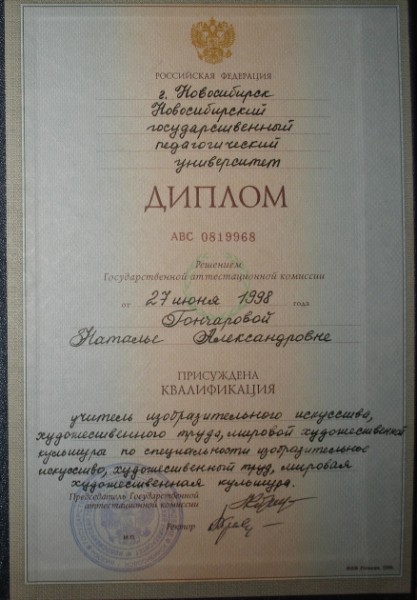 РОССИЙСКАЯ ФЕДЕРАЦИЯ
г. Новосибирск
Новосибирский
государственный
педагогический
университет
ДИПЛОМ
АВС 0819968
Решением
Государственной аттестационной комиссии
от 27 июня 1998 года
Гончаровой
Наталье Александровне
ПРИСУЖДЕНА
КВАЛИФИКАЦИЯ
учитель изобразительного искусства,
художественного труда, мировой художественной
культуры по специальности изобразительное
искусство, художественный труд, мировая
художественная культура.
Председатель Государственной
аттестационной комиссии
Ректор
МП